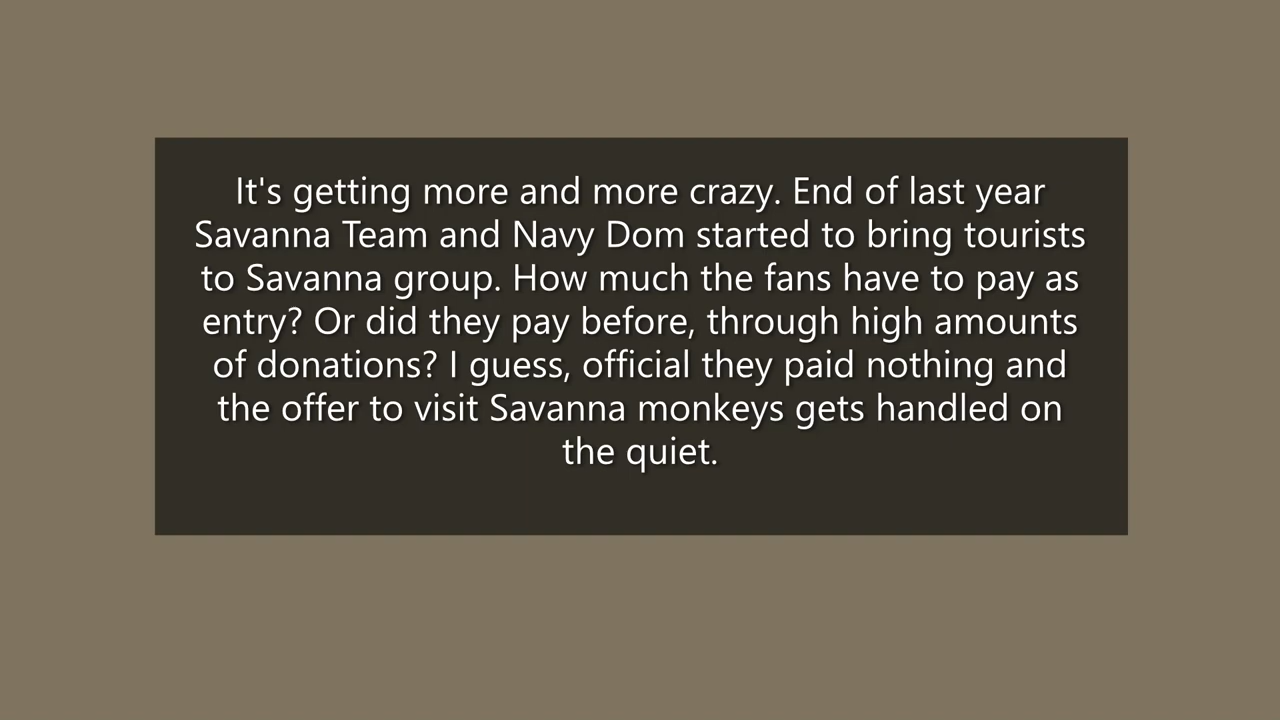 It's getting more and more crazy. End of last year
Savanna Team and Navy Dom started to bring tourists
to Savanna group. How much the fans have to pay as
entry? Or did they pay before, through high amounts
of donations? I guess, official they paid nothing and
the offer to visit Savanna monkeys gets handled on
the quiet.